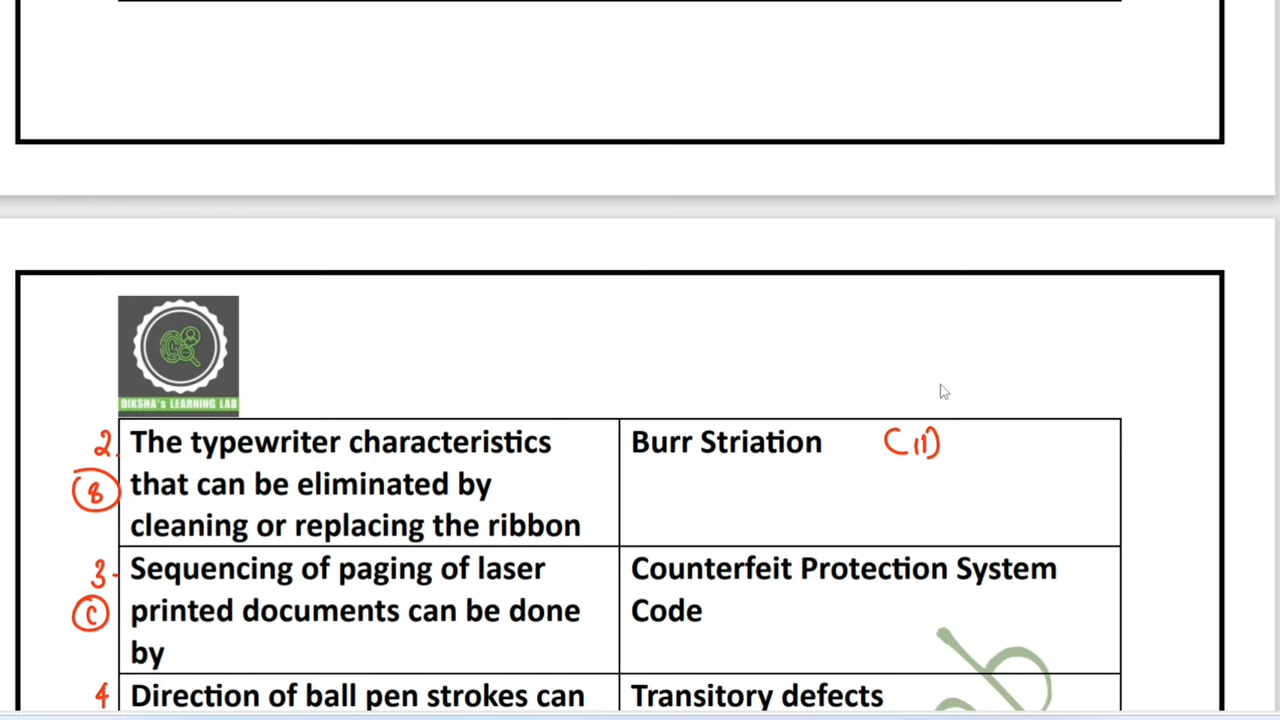 DIKSHA's LEARNING LAB
2. The typewriter characteristics
B that can be eliminated by
cleaning or replacing the ribbon
Burr Striation C(11)
3- Sequencing of paging of laser
C printed documents can be done
by
Counterfeit Protection System
Code
4 Direction of ball pen strokes can
Transitory defects